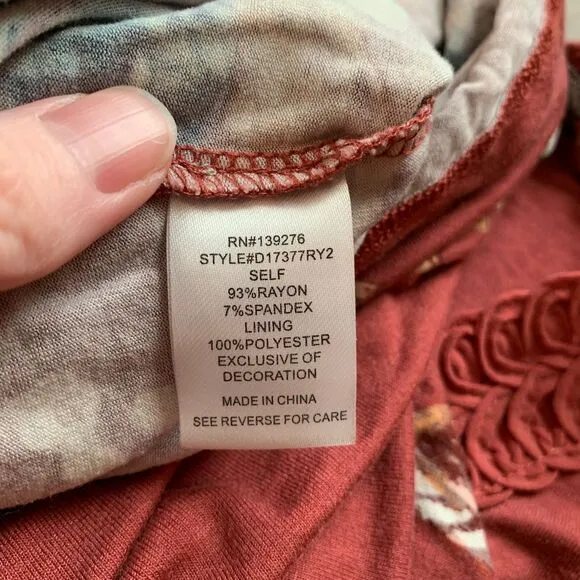 RN#139276
STYLE#D17377RY2
SELF
93%RAYON
7%SPANDEX
LINING
100%POLYESTER
EXCLUSIVE OF
DECORATION
MADE IN CHINA
SEE REVERSE FOR CARE